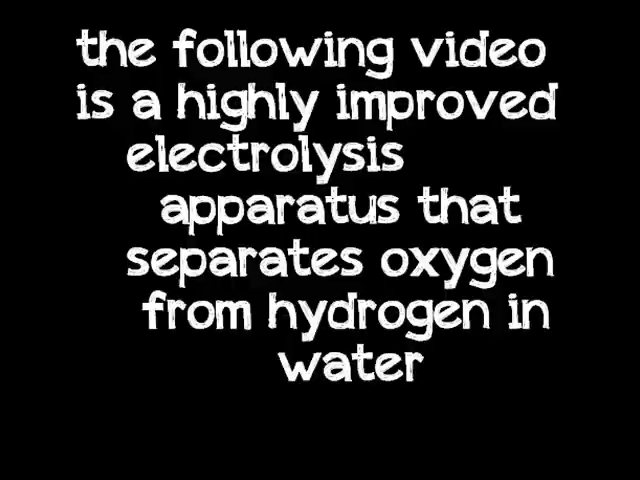 the following video
is a highly improved
electrolysis
apparatus that
separates oxygen
from hydrogen in
water